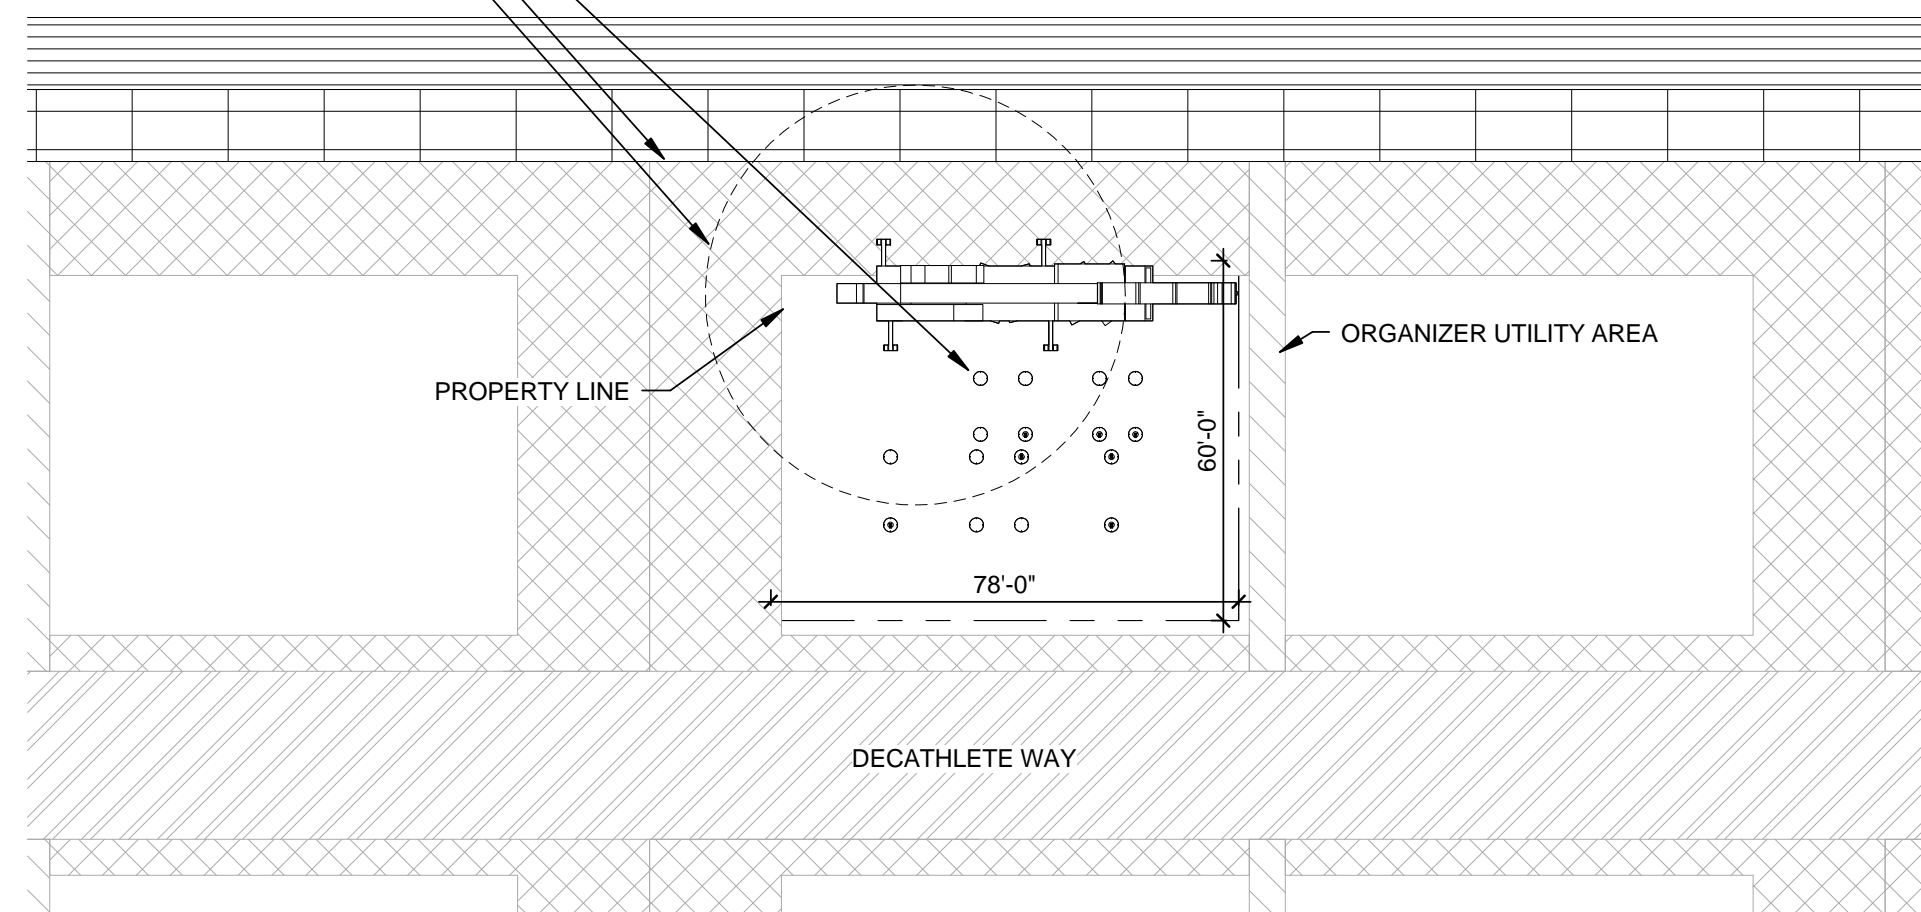 ORGANIZER UTILITY AREA
PROPERTY LINE
60'-0"
78'-0"
DECATHLETE WAY